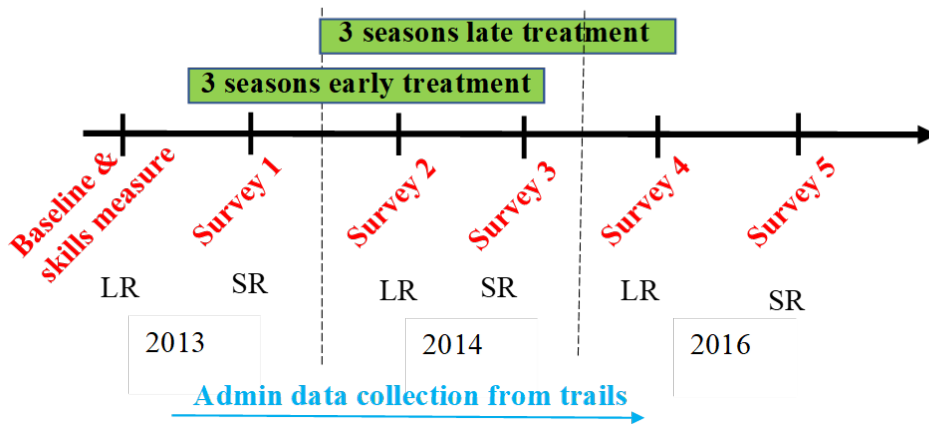 3 seasons late treatment
3 seasons early treatment
Baseline &
skills measure
Survey 1
Survey 2
Survey 3
Survey 4
Survey 5
LR
SR
LR
SR
LR
SR
2013
2014
2016
Admin data collection from trails